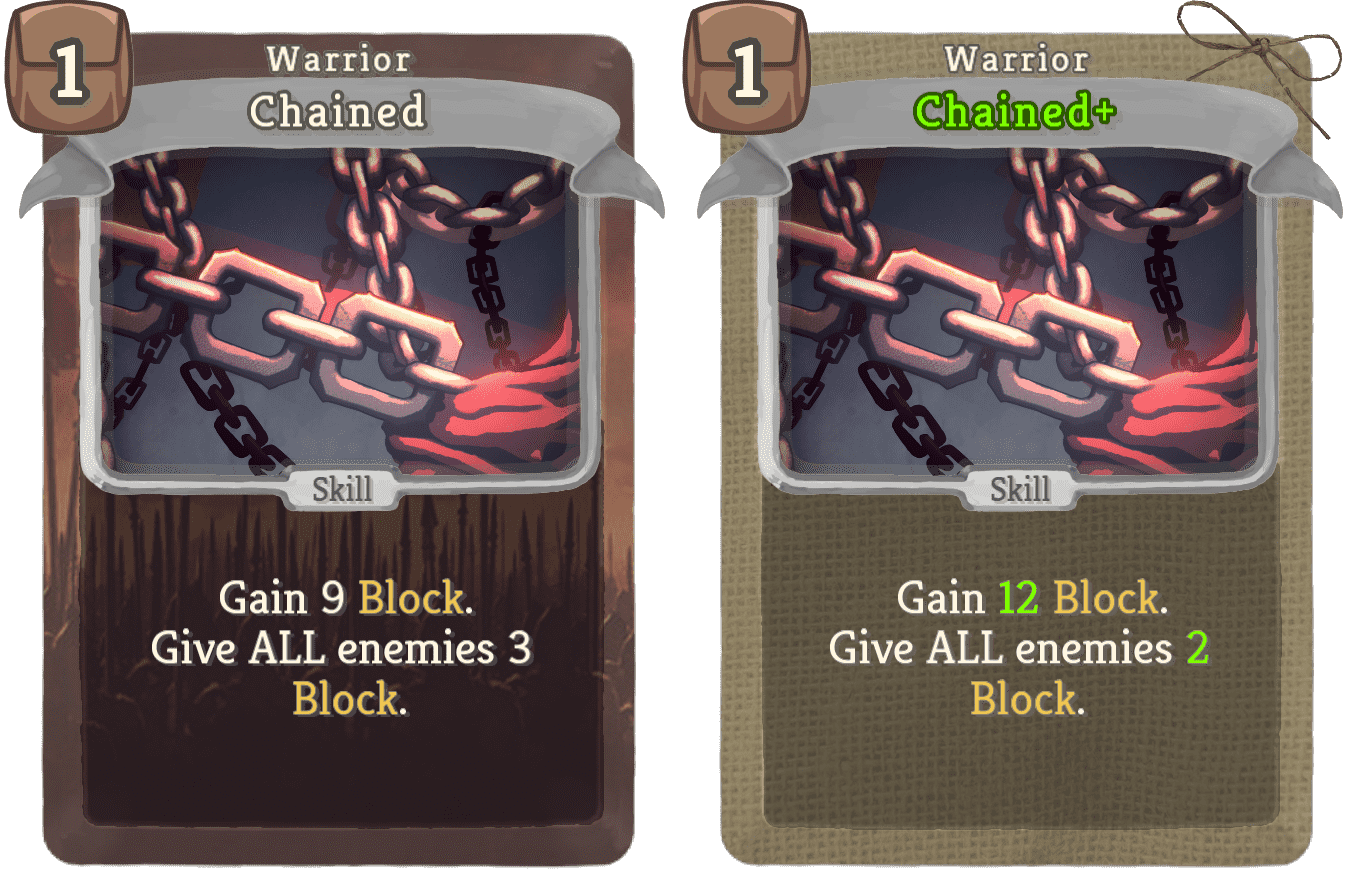 1
Warrior
Chained
Skill
Gain 9 Block.
Give ALL enemies 3
Block.
1
Warrior
Chained+
Skill
Gain 12 Block.
Give ALL enemies 2
Block.